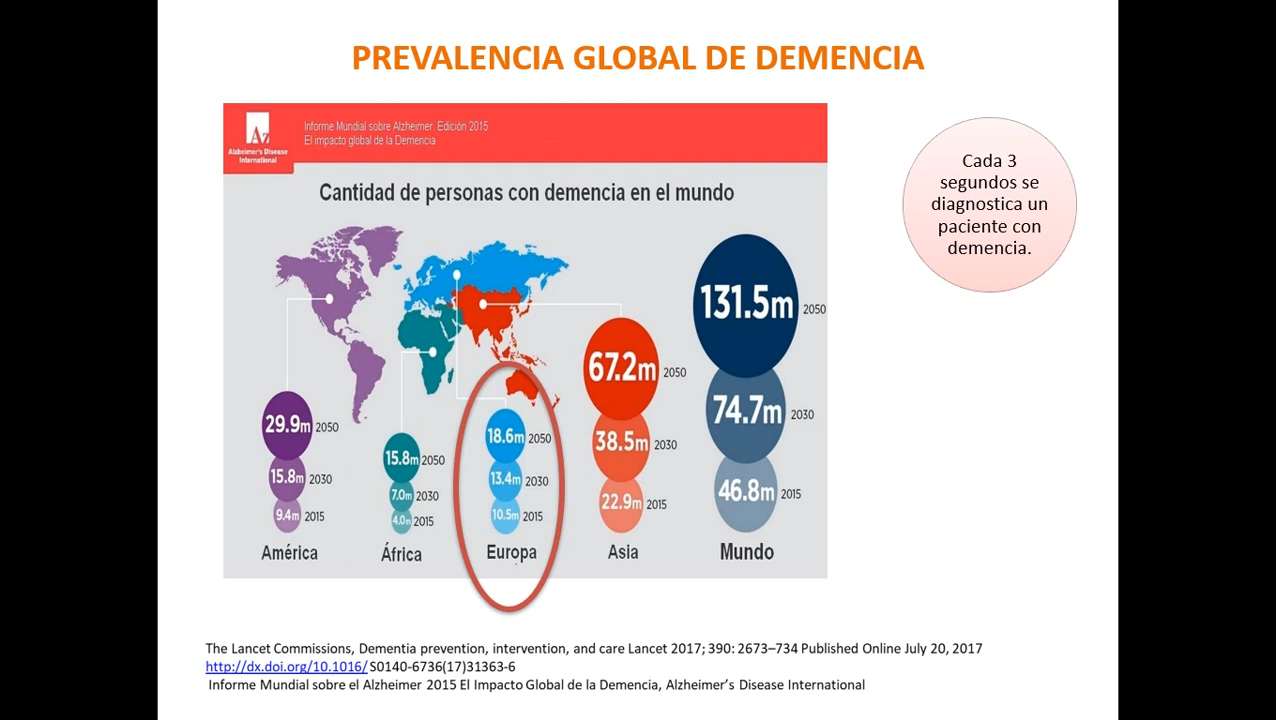 PREVALENCIA GLOBAL DE DEMENCIA
Az
Alzheimer's Disease
International
Informe Mundial sobre Alzheimer. Edición 2015
El impacto global de la Demencia
Cantidad de personas con demencia en el mundo
Cada 3
segundos se
diagnostica un
paciente con
demencia.
29.9m 2050
15.8m 2030
9.4m 2015
América
15.8m 2050
7.0m 2030
4.0m 2015
África
18.6m 2050
13.4m 2030
10.5m 2015
Europa
67.2m 2050
38.5m 2030
22.9m 2015
Asia
131.5m 2050
74.7m 2030
46.8m 2015
Mundo
The Lancet Commissions, Dementia prevention, intervention, and care Lancet 2017; 390: 2673–734 Published Online July 20, 2017
http://dx.doi.org/10.1016/ S0140-6736(17)31363-6
Informe Mundial sobre el Alzheimer 2015 El Impacto Global de la Demencia, Alzheimer's Disease International